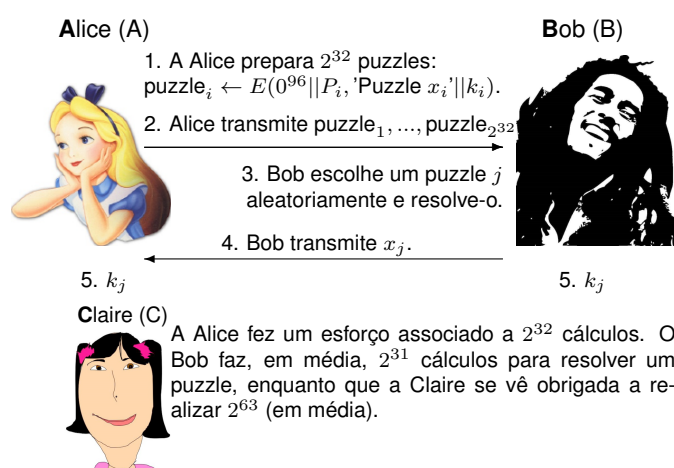 Alice (A)
Bob (B)
1. A Alice prepara 2^32 puzzles:
puzzle_i ← E(0^96||P_i, 'Puzzle x_i'||k_i).
2. Alice transmite puzzle_1, ..., puzzle_2^32
3. Bob escolhe um puzzle j
aleatoriamente e resolve-o.
4. Bob transmite x_j.
5. k_j
5. k_j
Claire (C)
A Alice fez um esforço associado a 2^32 cálculos. O
Bob faz, em média, 2^31 cálculos para resolver um
puzzle, enquanto que a Claire se vê obrigada a re-
alizar 2^63 (em média).